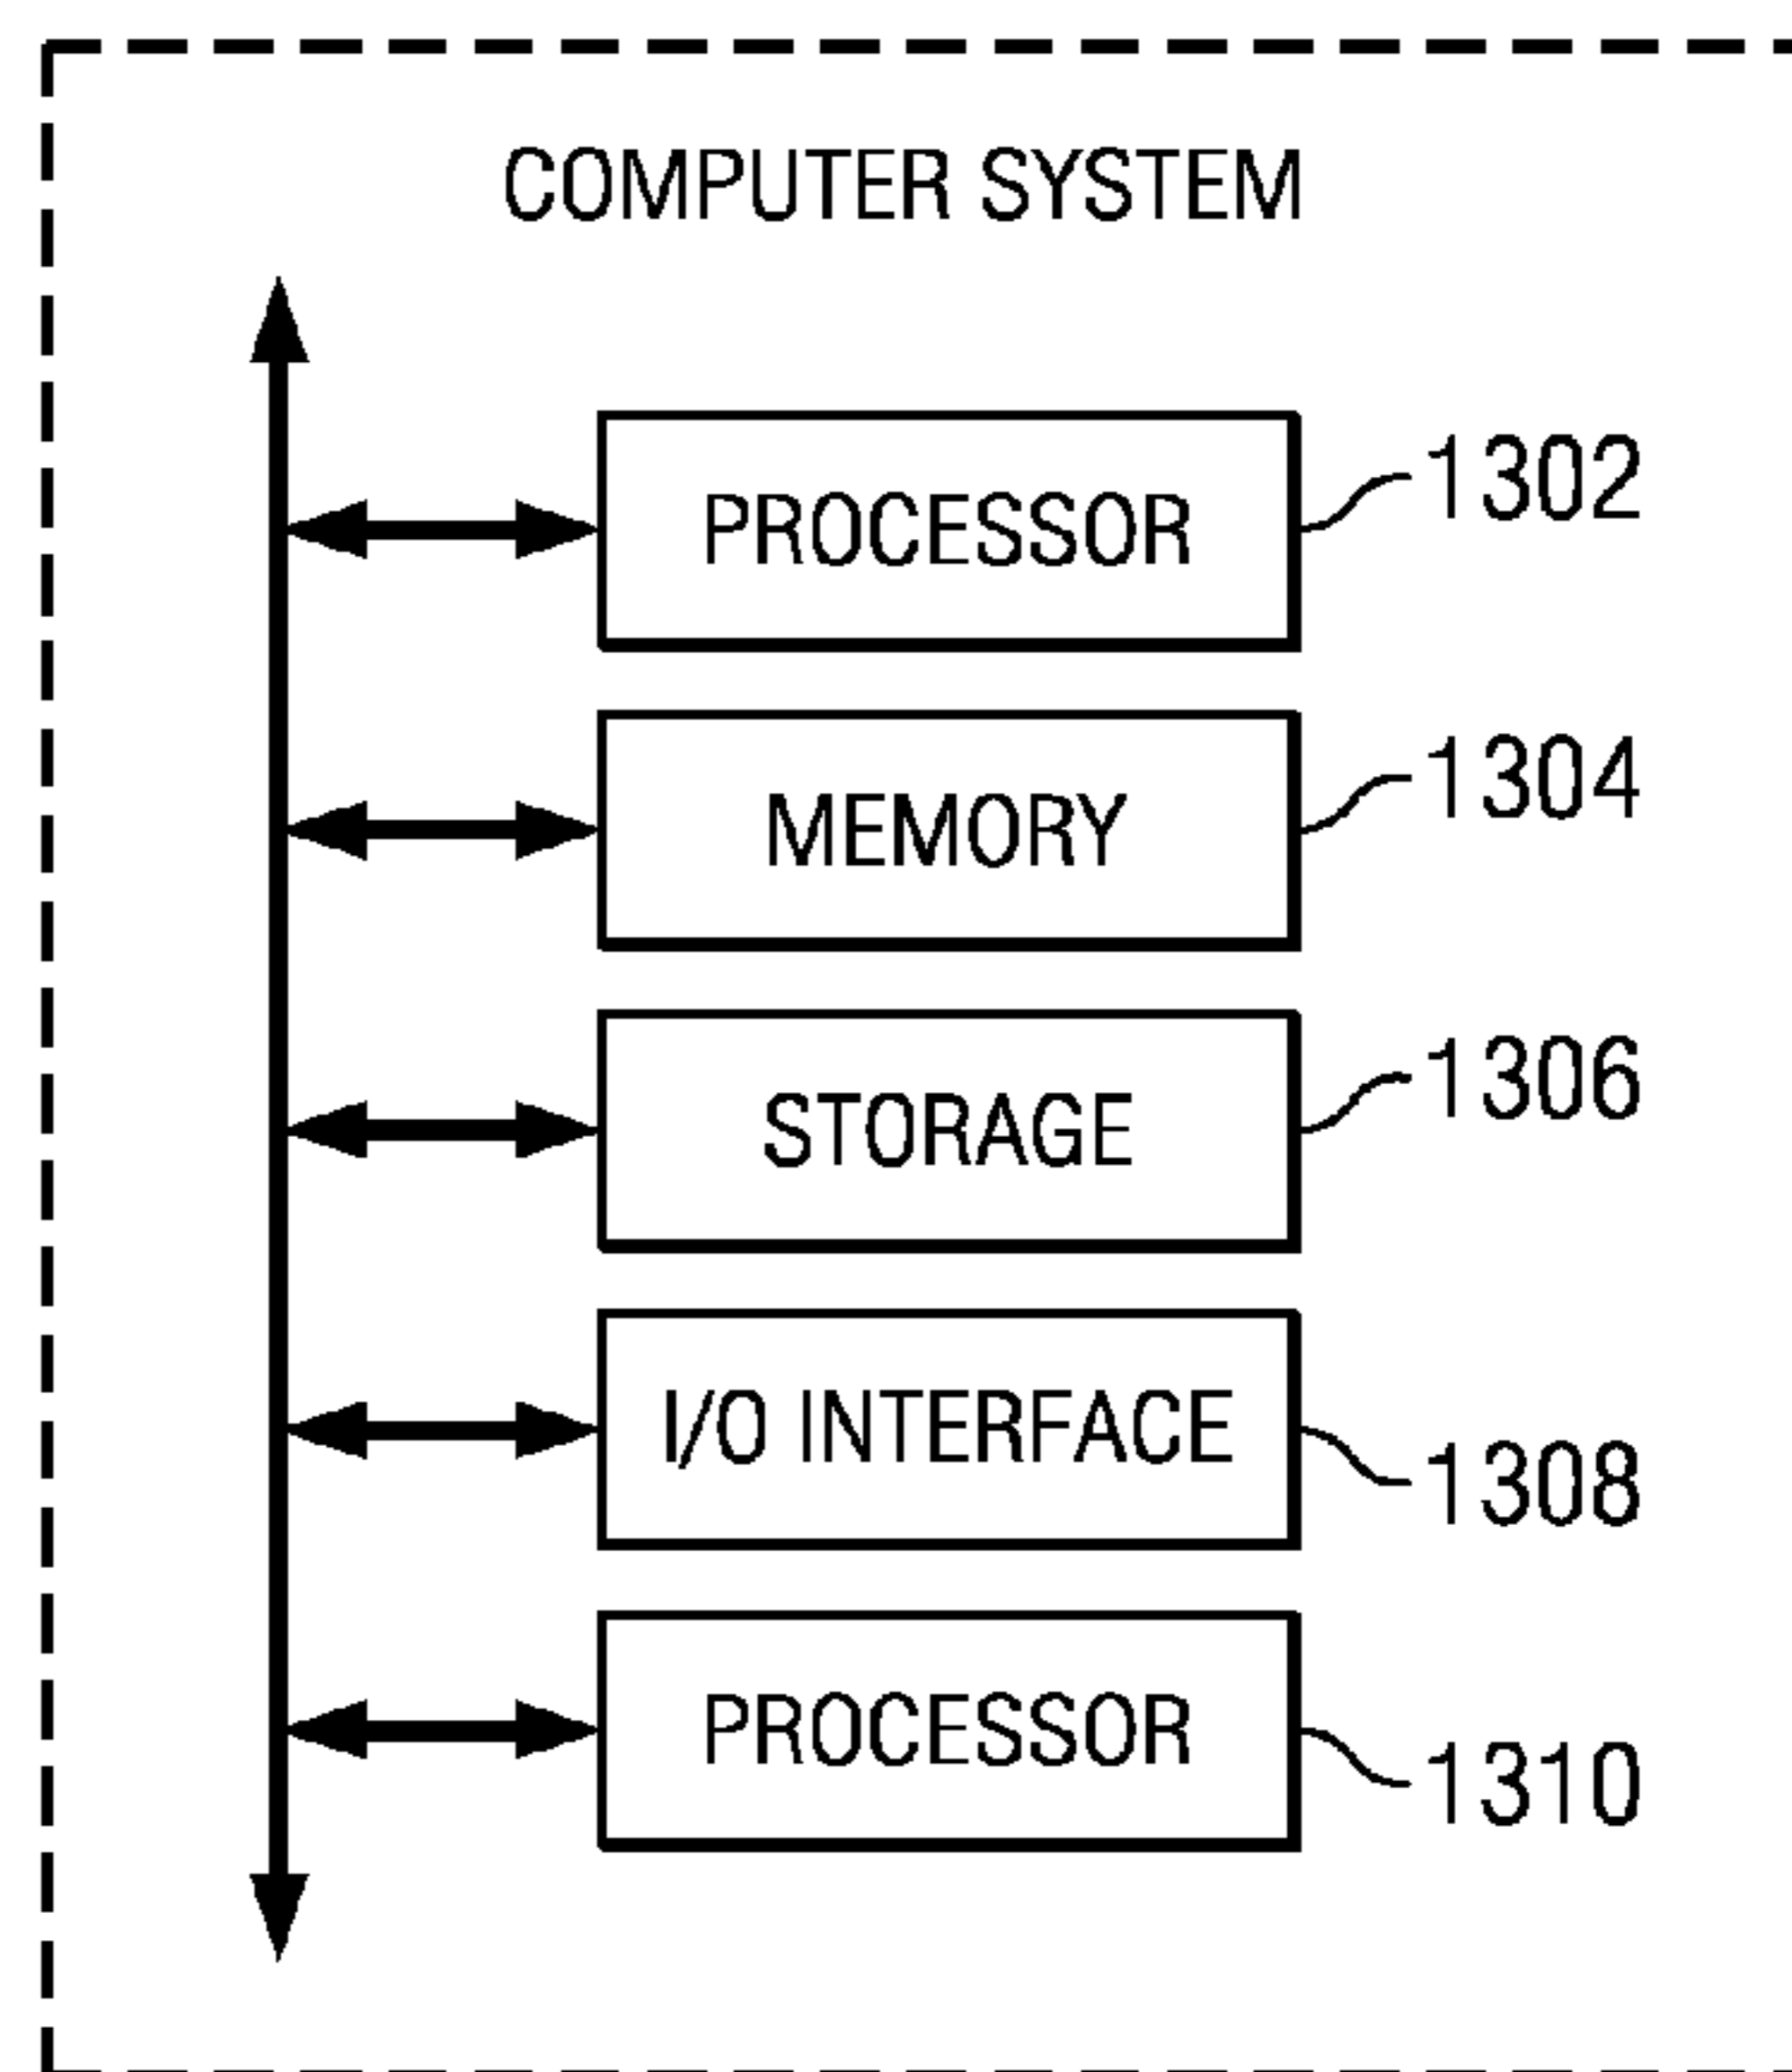 COMPUTER SYSTEM
PROCESSOR
1302
MEMORY
1304
STORAGE
1306
I/O INTERFACE
1308
PROCESSOR
1310